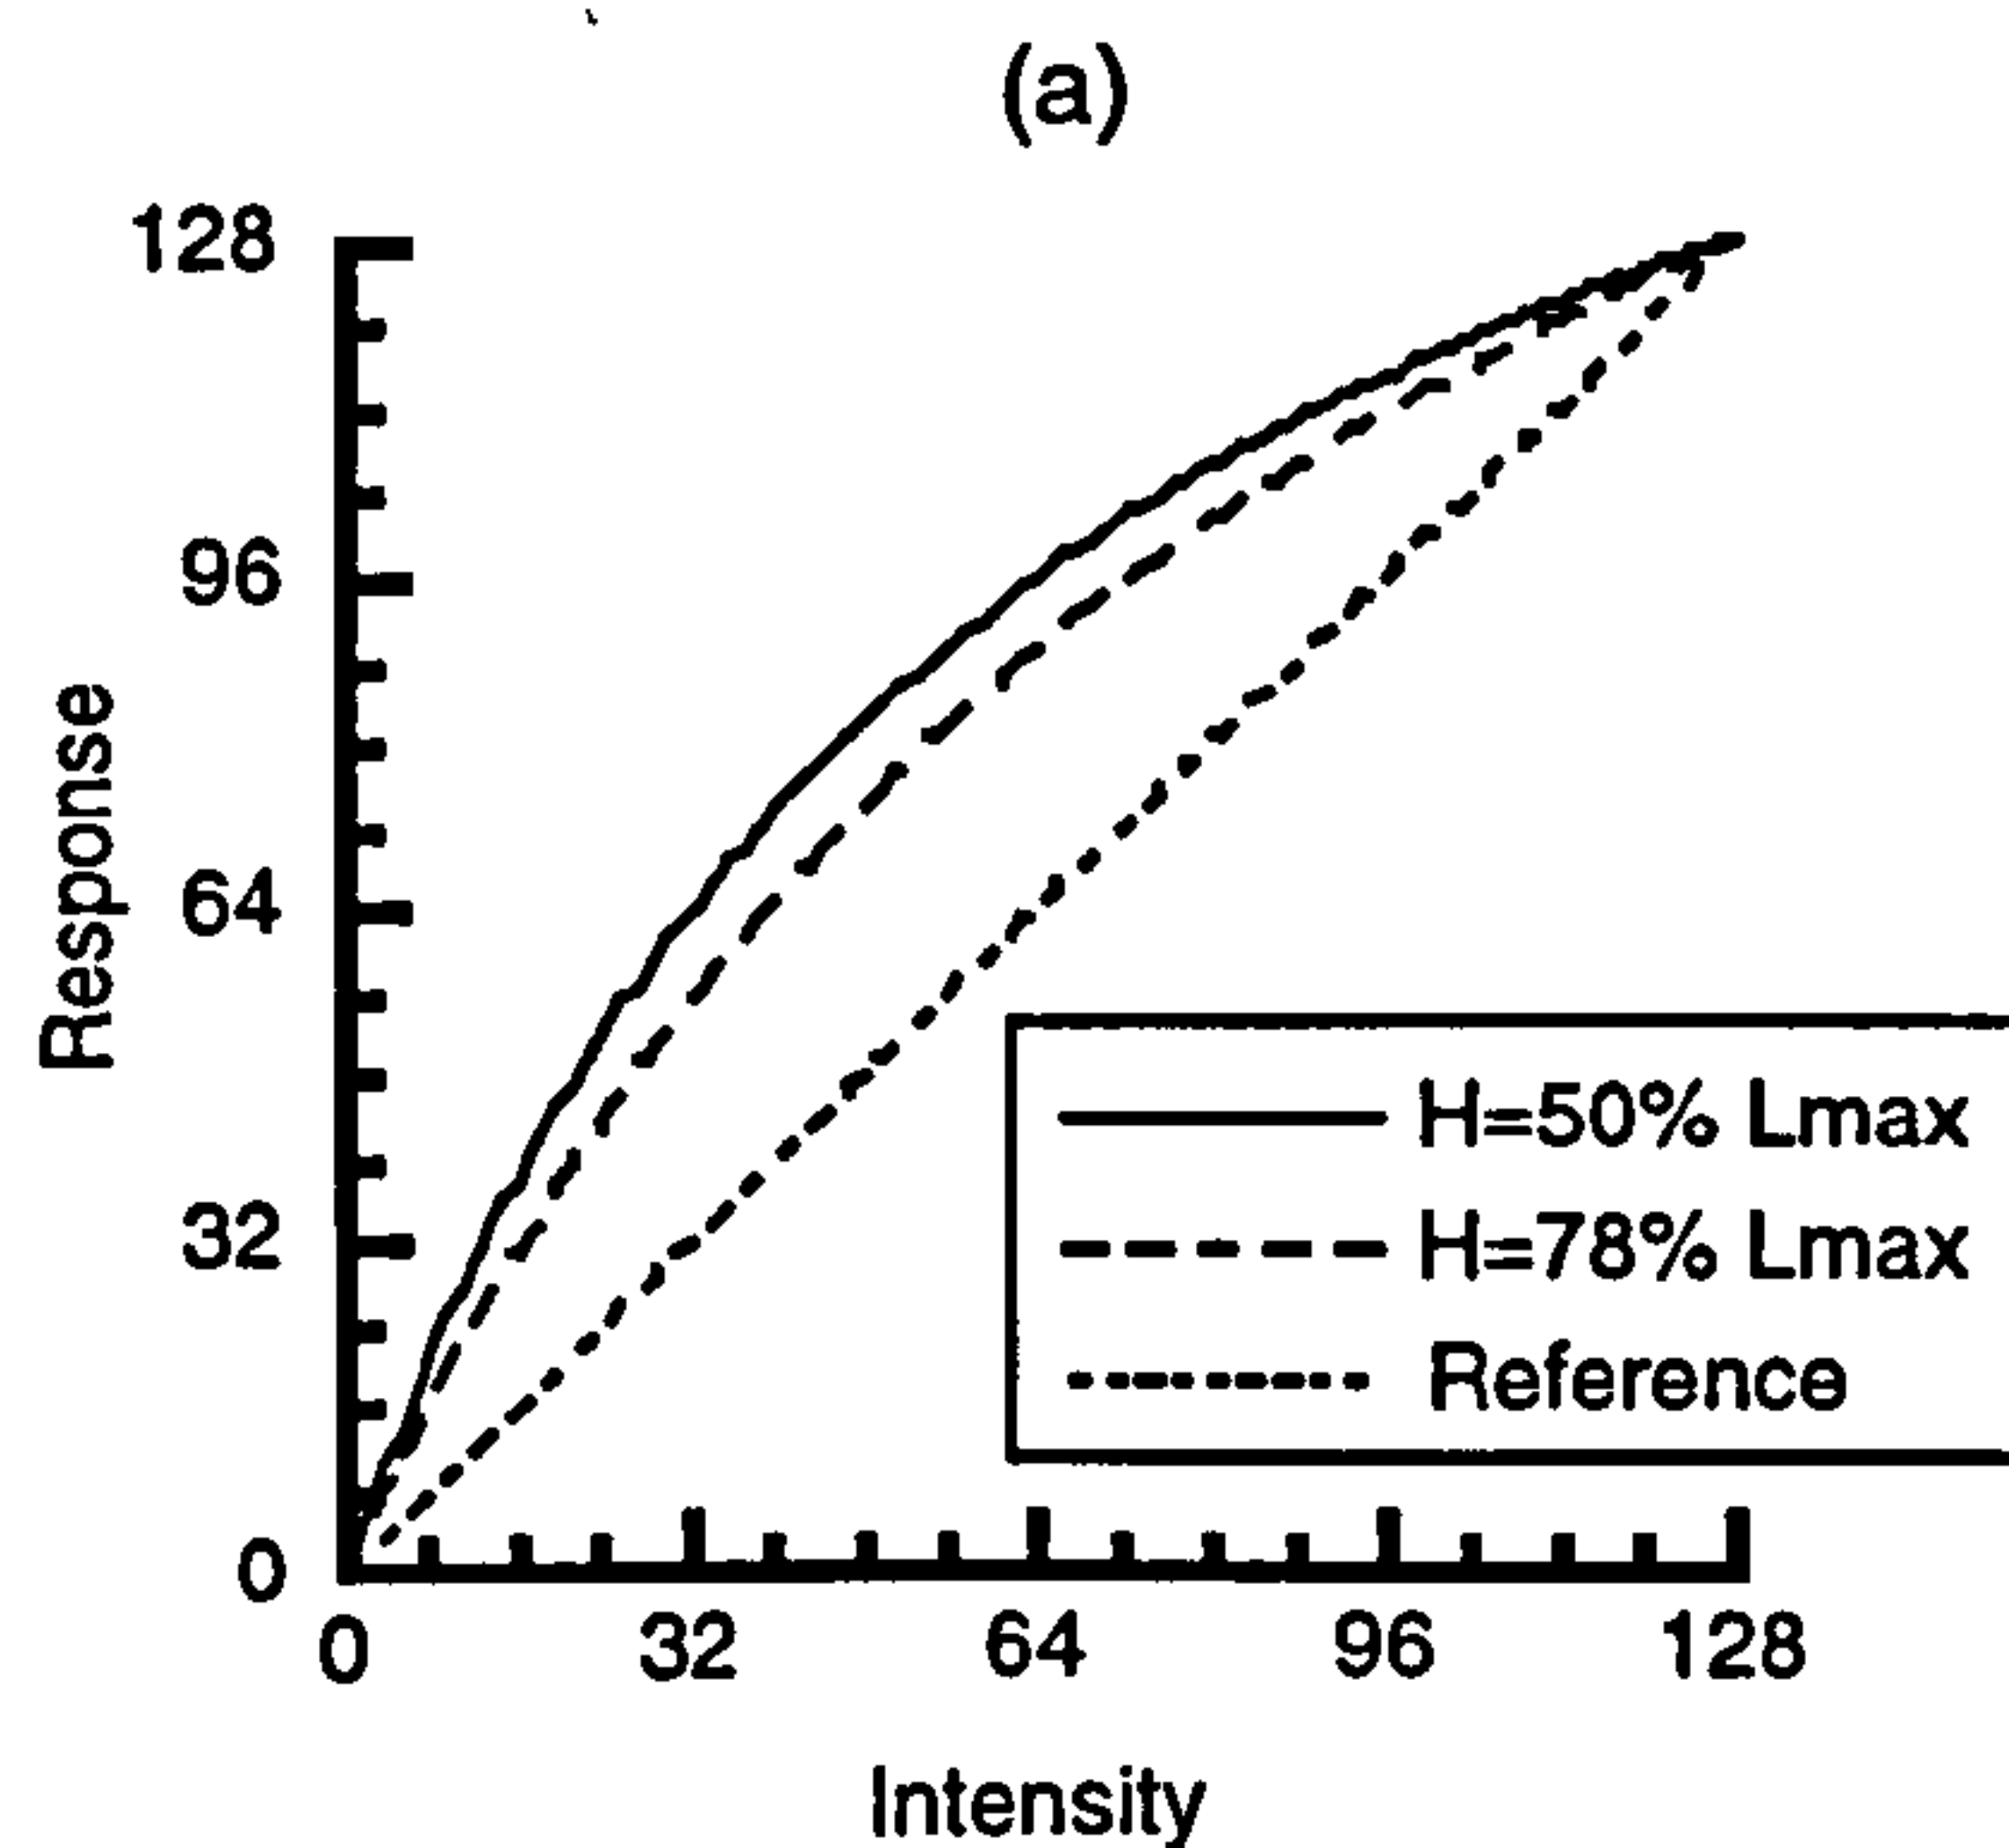 (a)
128
96
64
32
0
Response
H=50% Lmax
H=78% Lmax
Reference
0 32 64 96 128
Intensity